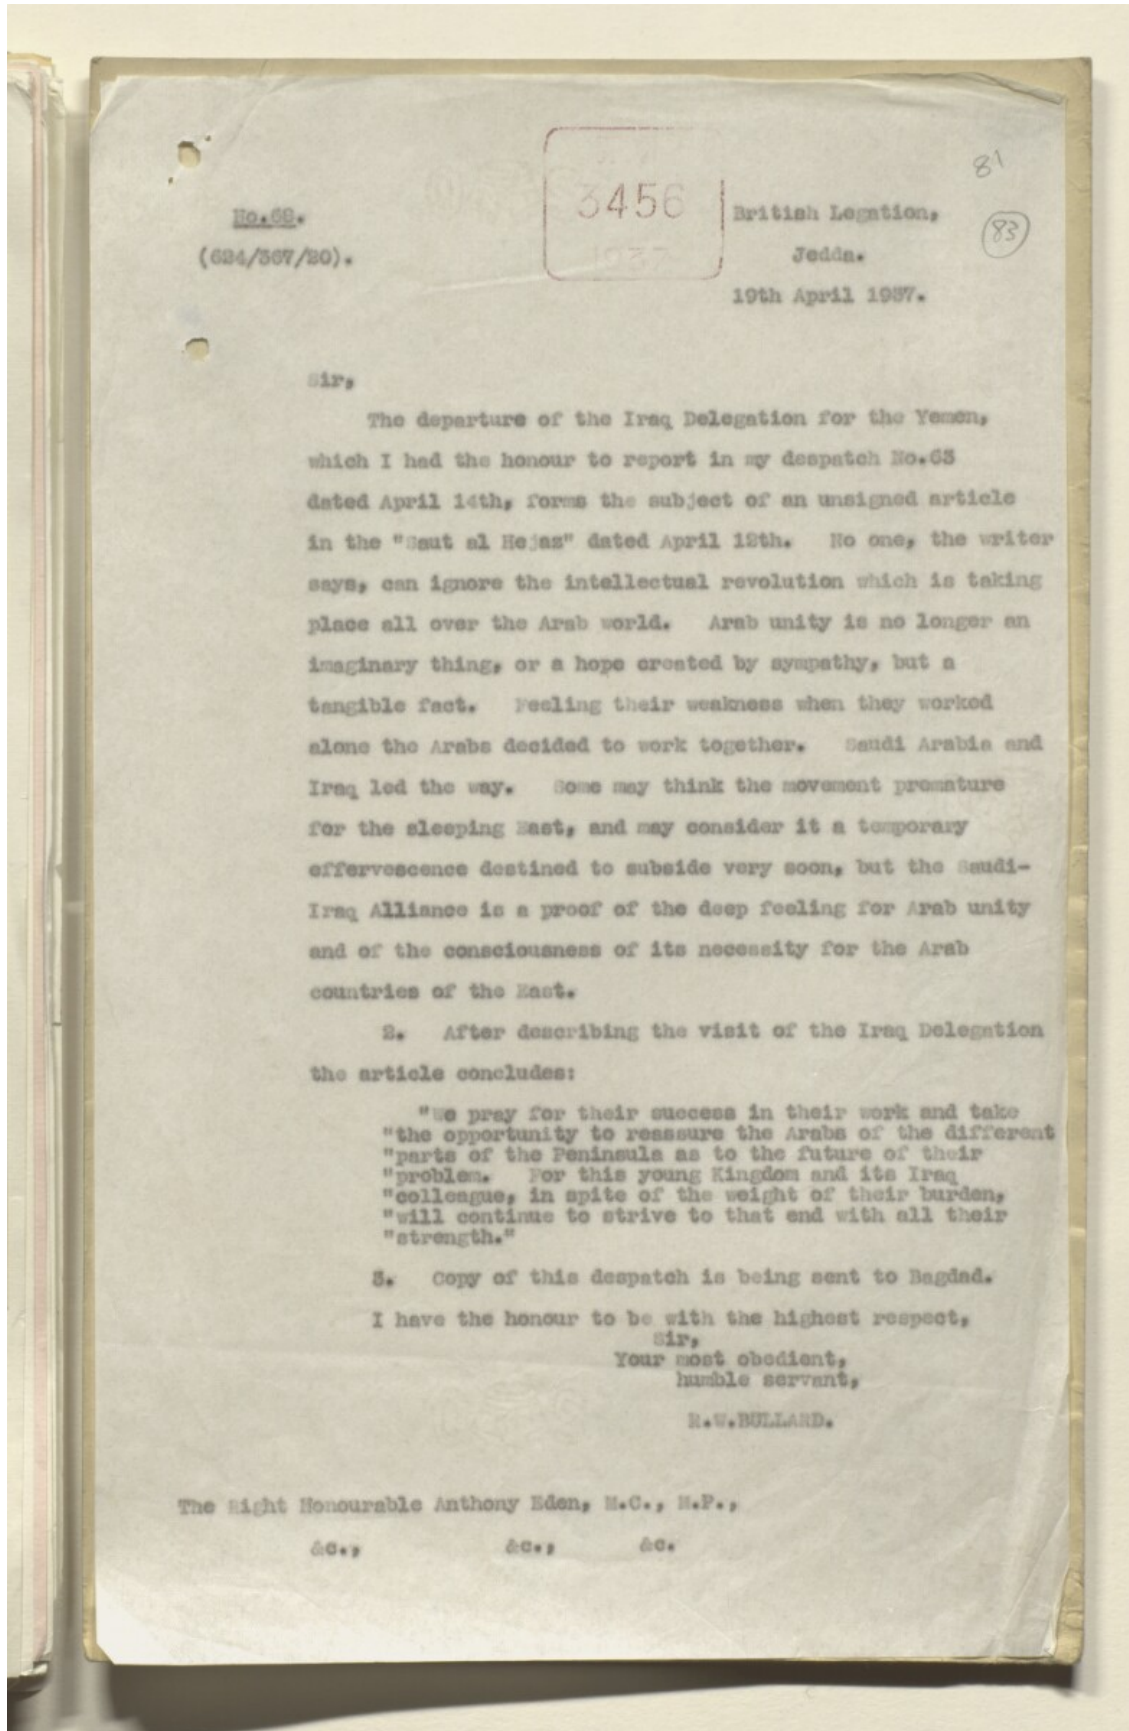 81
3456
No.68.
British Legation,
83
(624/367/20).
Jedda.
19th April 1937.
Sir,
The departure of the Iraq Delegation for the Yemen,
which I had the honour to report in my despatch No.63
dated April 14th, forms the subject of an unsigned article
in the "Saut al Hejaz" dated April 12th. No one, the writer
says, can ignore the intellectual revolution which is taking
place all over the Arab world. Arab unity is no longer an
imaginary thing, or a hope created by sympathy, but a
tangible fact. Feeling their weakness when they worked
alone the Arabs decided to work together. Saudi Arabia and
Iraq led the way. Some may think the movement premature
for the sleeping East, and may consider it a temporary
effervescence destined to subside very soon, but the Saudi-
Iraq Alliance is a proof of the deep feeling for Arab unity
and of the consciousness of its necessity for the Arab
countries of the East.
2. After describing the visit of the Iraq Delegation
the article concludes:
"We pray for their success in their work and take
"the opportunity to reassure the Arabs of the different
"parts of the Peninsula as to the future of their
"problem. For this young Kingdom and its Iraq
"colleague, in spite of the weight of their burden,
"will continue to strive to that end with all their
"strength."
3. Copy of this despatch is being sent to Bagdad.
I have the honour to be with the highest respect,
Sir,
Your most obedient,
humble servant,
R.W.BULLARD.
The Right Honourable Anthony Eden, M.C., M.P.,
&c., &c., &c.